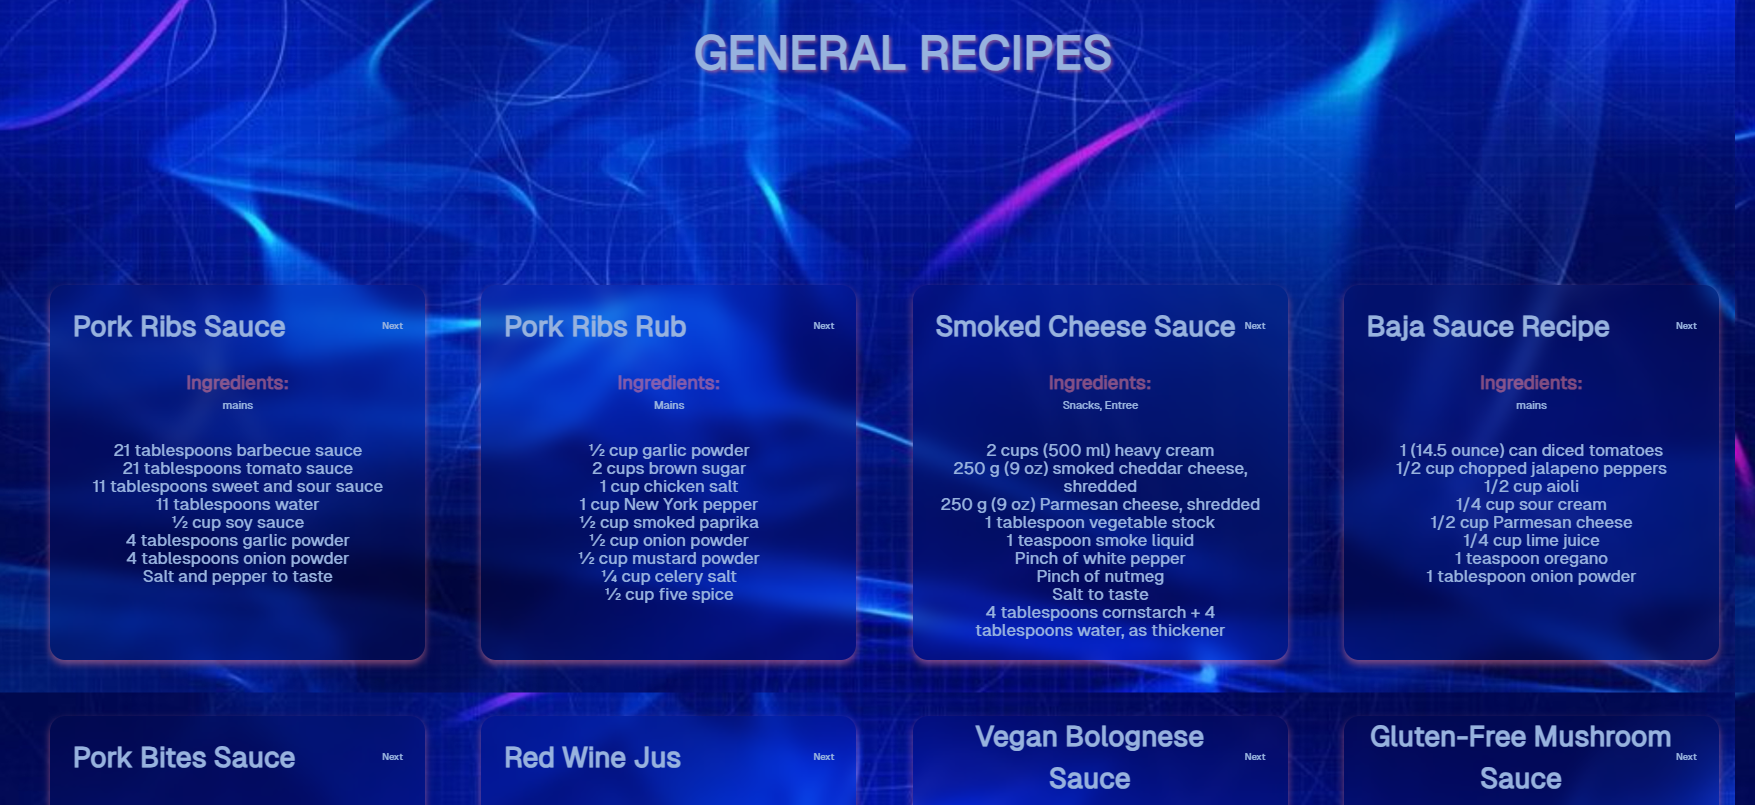 GENERAL RECIPES
Pork Ribs Sauce
Next
Ingredients:
mains
21 tablespoons barbecue sauce
21 tablespoons tomato sauce
11 tablespoons sweet and sour sauce
11 tablespoons water
½ cup soy sauce
4 tablespoons garlic powder
4 tablespoons onion powder
Salt and pepper to taste
Pork Ribs Rub
Next
Ingredients:
Mains
½ cup garlic powder
2 cups brown sugar
1 cup chicken salt
1 cup New York pepper
½ cup smoked paprika
½ cup onion powder
½ cup mustard powder
¼ cup celery salt
½ cup five spice
Smoked Cheese Sauce
Next
Ingredients:
Snacks, Entree
2 cups (500 ml) heavy cream
250 g (9 oz) smoked cheddar cheese,
shredded
250 g (9 oz) Parmesan cheese, shredded
1 tablespoon vegetable stock
1 teaspoon smoke liquid
Pinch of white pepper
Pinch of nutmeg
Salt to taste
4 tablespoons cornstarch + 4
tablespoons water, as thickener
Baja Sauce Recipe
Next
Ingredients:
mains
1 (14.5 ounce) can diced tomatoes
1/2 cup chopped jalapeno peppers
1/2 cup aioli
1/4 cup sour cream
1/2 cup Parmesan cheese
1/4 cup lime juice
1 teaspoon oregano
1 tablespoon onion powder
Pork Bites Sauce
Next
Red Wine Jus
Next
Vegan Bolognese
Sauce
Next
Gluten-Free Mushroom
Sauce
Next